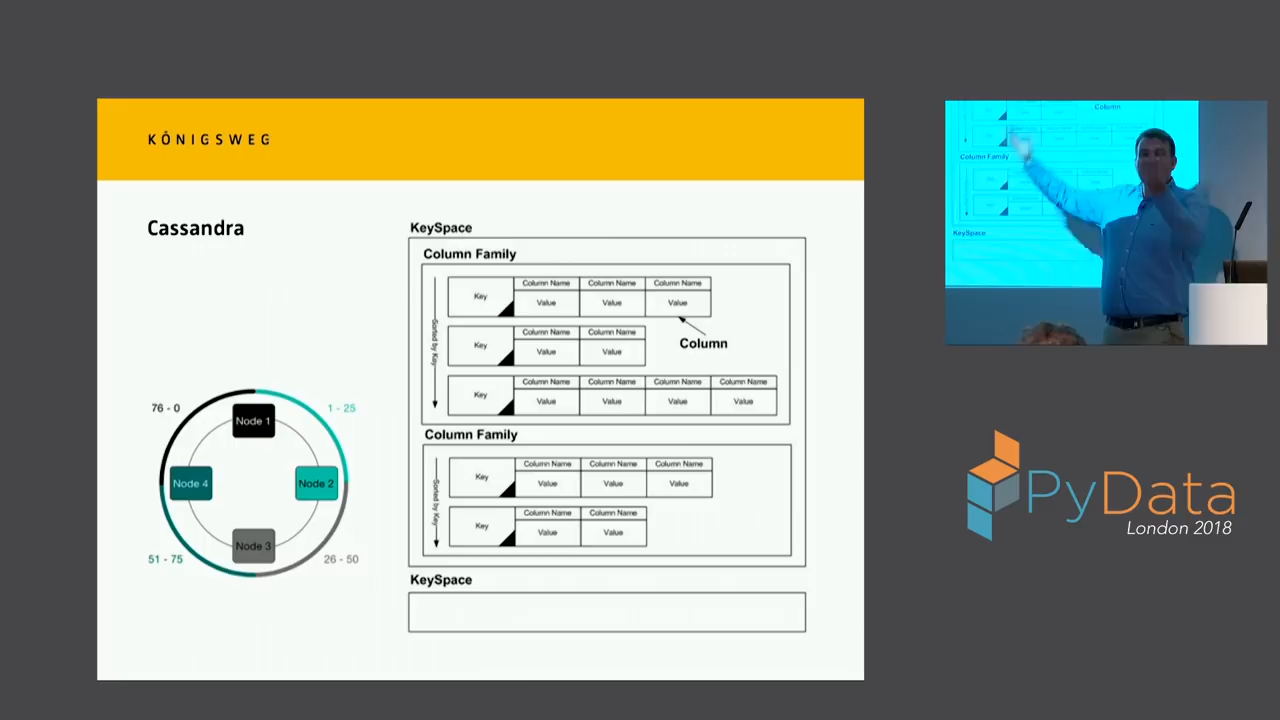 KÖNIGSWEG
Cassandra
76 - 0
1 - 25
Node 1
Node 4
Node 2
Node 3
51 - 75
26 - 50
KeySpace
Column Family
Sorted by Key
Key
Column Name
Column Name
Column Name
Value
Value
Value
Column
Key
Column Name
Column Name
Value
Value
Key
Column Name
Column Name
Column Name
Column Name
Value
Value
Value
Value
Column Family
Sorted by Key
Key
Column Name
Column Name
Column Name
Value
Value
Value
Key
Column Name
Column Name
Value
Value
KeySpace
Column
Column Family
KeySpace
PyData
London 2018